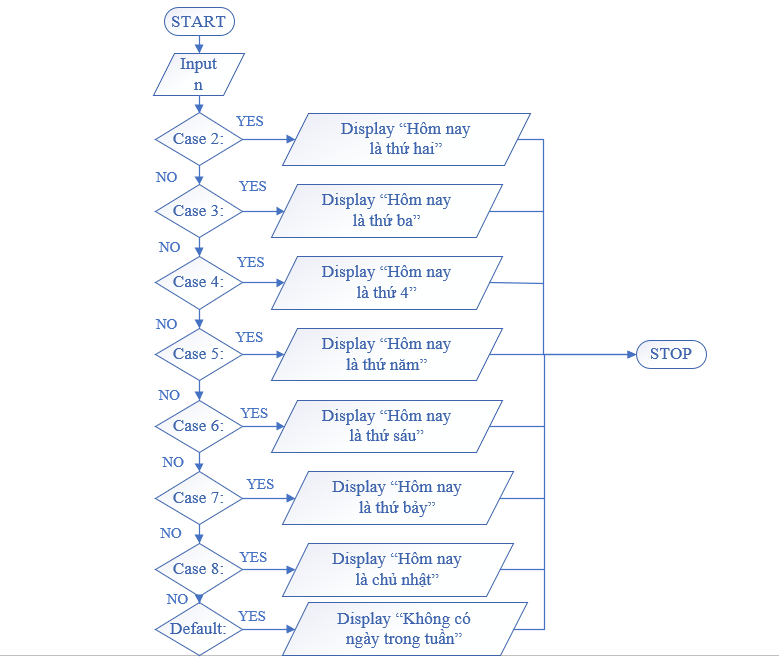 START
Input
n
Case 2:
YES
Display “Hôm nay
là thứ hai”
NO
Case 3:
YES
Display “Hôm nay
là thứ ba”
NO
Case 4:
YES
Display “Hôm nay
là thứ 4”
NO
Case 5:
YES
Display “Hôm nay
là thứ năm”
STOP
NO
Case 6:
YES
Display “Hôm nay
là thứ sáu”
NO
Case 7:
YES
Display “Hôm nay
là thứ bảy”
NO
Case 8:
YES
Display “Hôm nay
là chủ nhật”
NO
Default:
YES
Display “Không có
ngày trong tuần”